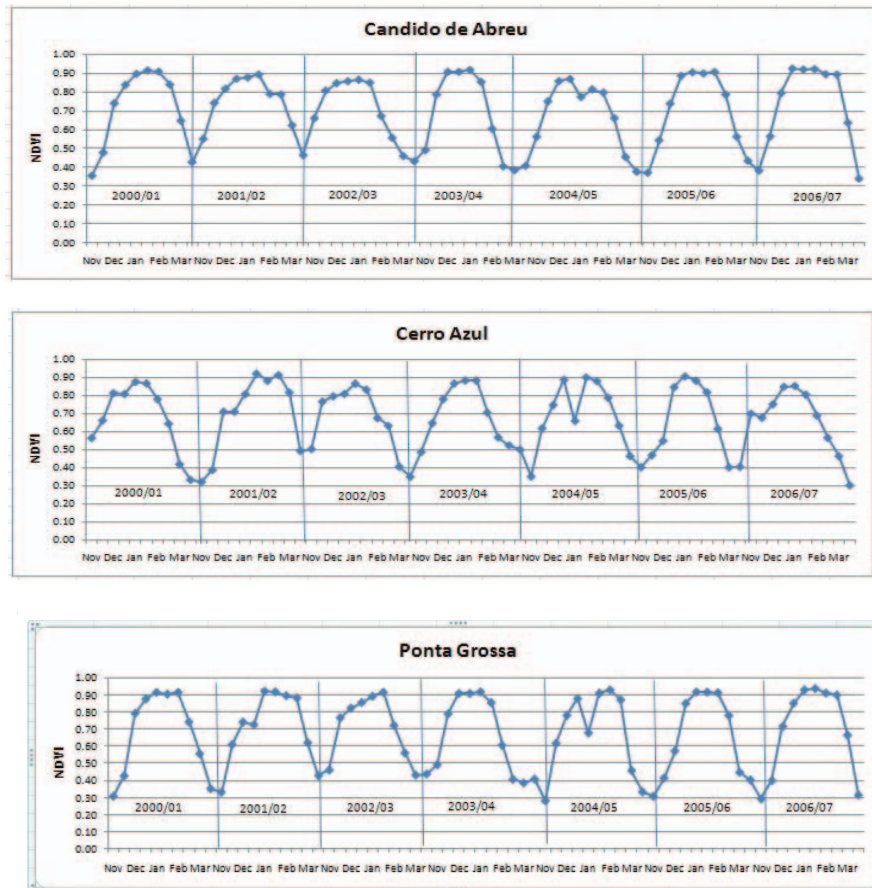 Candido de Abreu
NDVI
1.00
0.90
0.80
0.70
0.60
0.50
0.40
0.30
0.20
0.10
0.00
2000/01 2001/02 2002/03 2003/04 2004/05 2005/06 2006/07
Nov Dec Jan Feb Mar Nov Dec Jan Feb Mar Nov Dec Jan Feb Mar Nov Dec Jan Feb Mar Nov Dec Jan Feb Mar Nov Dec Jan Feb Mar Nov Dec Jan Feb Mar
Cerro Azul
NDVI
1.00
0.90
0.80
0.70
0.60
0.50
0.40
0.30
0.20
0.10
0.00
2000/01 2001/02 2002/03 2003/04 2004/05 2005/06 2006/07
Nov Dec Jan Feb Mar Nov Dec Jan Feb Mar Nov Dec Jan Feb Mar Nov Dec Jan Feb Mar Nov Dec Jan Feb Mar Nov Dec Jan Feb Mar Nov Dec Jan Feb Mar
Ponta Grossa
NDVI
1.00
0.90
0.80
0.70
0.60
0.50
0.40
0.30
0.20
0.10
0.00
2000/01 2001/02 2002/03 2003/04 2004/05 2005/06 2006/07
Nov Dec Jan Feb Mar Nov Dec Jan Feb Mar Nov Dec Jan Feb Mar Nov Dec Jan Feb Mar Nov Dec Jan Feb Mar Nov Dec Jan Feb Mar Nov Dec Jan Feb Mar